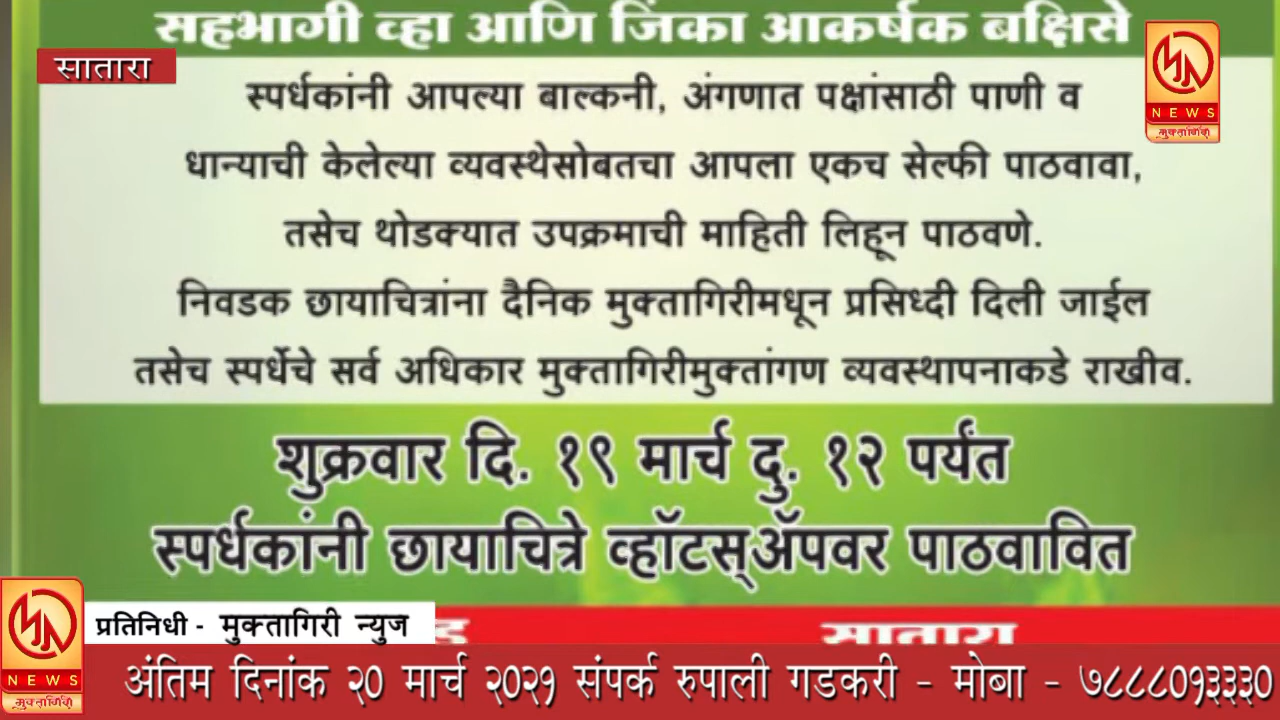 सहभागी व्हा आणि जिंका आकर्षक बक्षिसे
सातारा
NEWS
मुक्तागिरी
स्पर्धकांनी आपल्या बाल्कनी, अंगणात पक्षांसाठी पाणी व
धान्याची केलेल्या व्यवस्थेसोबतचा आपला एकच सेल्फी पाठवावा,
तसेच थोडक्यात उपक्रमाची माहिती लिहून पाठवणे.
निवडक छायाचित्रांना दैनिक मुक्तागिरीमधून प्रसिध्दी दिली जाईल
तसेच स्पर्धेचे सर्व अधिकार मुक्तागिरीमुक्तांगण व्यवस्थापनाकडे राखीव.
शुक्रवार दि. १९ मार्च दु. १२ पर्यंत
स्पर्धकांनी छायाचित्रे व्हॉटस्ॲपवर पाठवावित
प्रतिनिधी - मुक्तागिरी न्युज
सातारा
NEWS
मुक्तागिरी
अंतिम दिनांक २० मार्च २०२१ संपर्क रुपाली गडकरी - मोबा - ७८८८०१३३३०